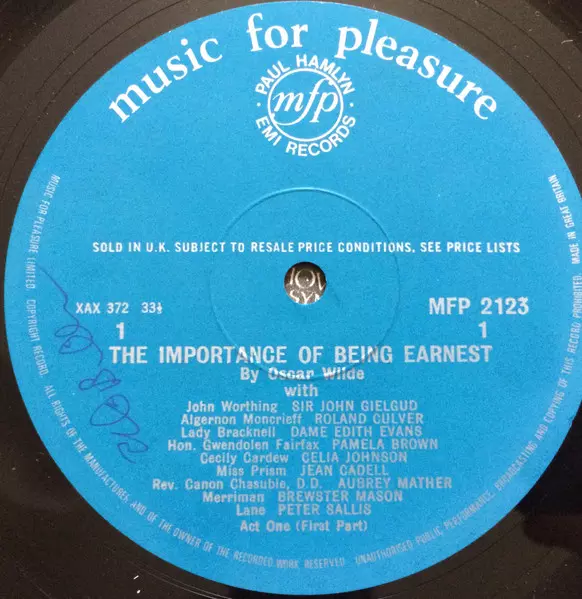 music for pleasure
· PAUL HAMLYN ·
mfp
EMI RECORDS
SOLD IN U.K. SUBJECT TO RESALE PRICE CONDITIONS, SEE PRICE LISTS
XAX 372 33⅓
MFP 2123
1
1
THE IMPORTANCE OF BEING EARNEST
By Oscar Wilde
with
John Worthing SIR JOHN GIELGUD
Algernon Moncrieff ROLAND CULVER
Lady Bracknell DAME EDITH EVANS
Hon. Gwendolen Fairfax PAMELA BROWN
Cecily Cardew CELIA JOHNSON
Miss Prism JEAN CADELL
Rev. Canon Chasuble, D.D. AUBREY MATHER
Merriman BREWSTER MASON
Lane PETER SALLIS
Act One (First Part)
MUSIC FOR PLEASURE LIMITED. COPYRIGHT RECORD. ALL RIGHTS OF THE MANUFACTURER AND OF THE OWNER OF THE RECORDED WORK RESERVED
UNAUTHORISED PUBLIC PERFORMANCE, BROADCASTING AND COPYING OF THIS RECORD PROHIBITED. MADE IN GREAT BRITAIN